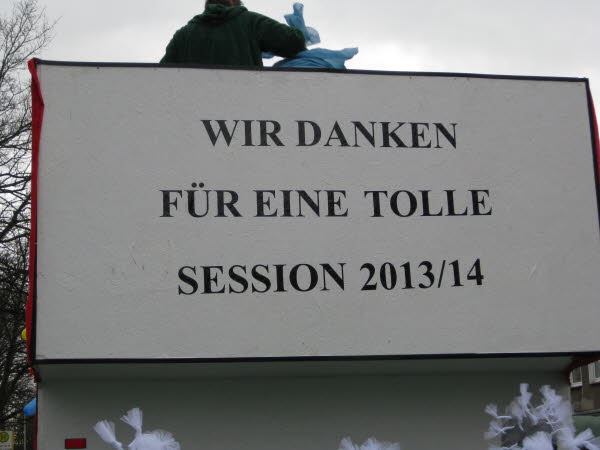 WIR DANKEN
FÜR EINE TOLLE
SESSION 2013/14